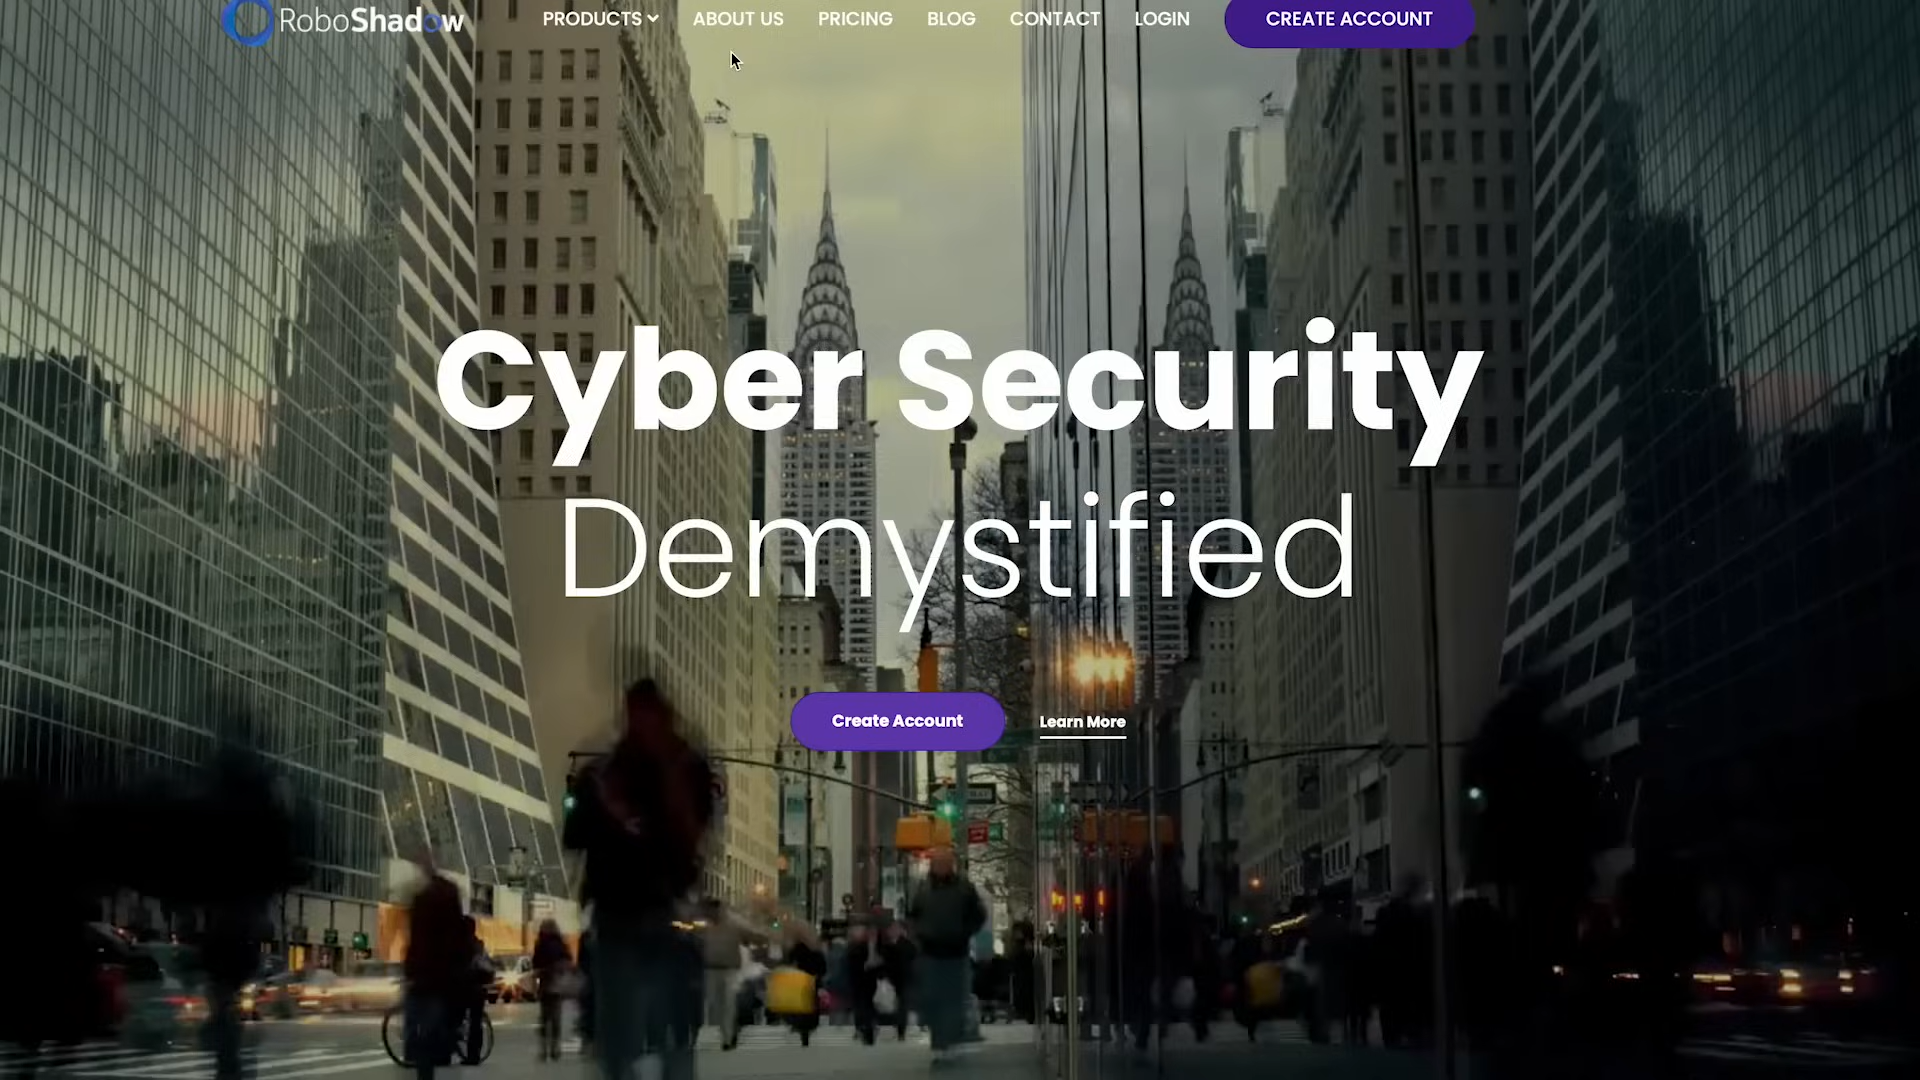 RoboShadow
PRODUCTS ABOUT US PRICING BLOG CONTACT LOGIN CREATE ACCOUNT
Cyber Security
Demystified
Create Account Learn More